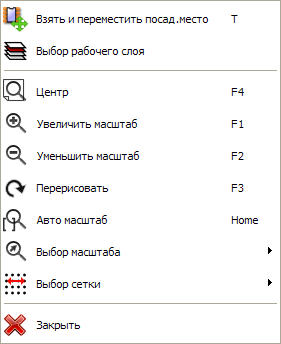 Взять и переместить посад.место T
Выбор рабочего слоя
Центр F4
Увеличить масштаб F1
Уменьшить масштаб F2
Перерисовать F3
Авто масштаб Home
Выбор масштаба
Выбор сетки
Закрыть